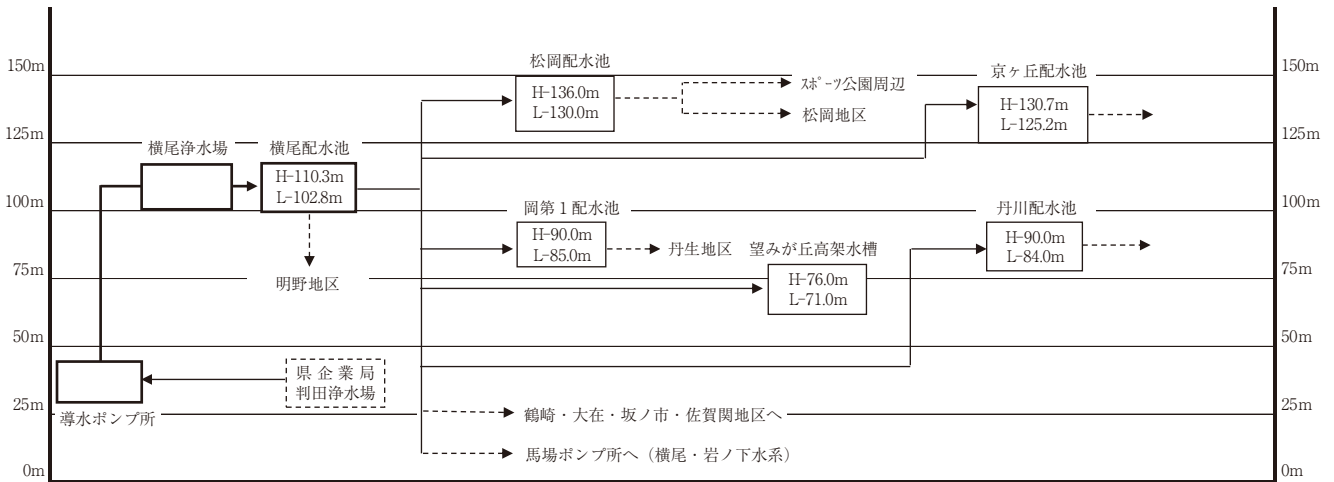 150m
125m
100m
75m
50m
25m
0m
松岡配水池
H-136.0m
L-130.0m
ｽﾎﾟｰﾂ公園周辺
松岡地区
京ヶ丘配水池
H-130.7m
L-125.2m
150m
125m
100m
75m
50m
25m
0m
横尾浄水場
横尾配水池
H-110.3m
L-102.8m
明野地区
岡第１配水池
H-90.0m
L-85.0m
丹生地区
望みが丘高架水槽
H-76.0m
L-71.0m
丹川配水池
H-90.0m
L-84.0m
県企業局
判田浄水場
導水ポンプ所
鶴崎・大在・坂ノ市・佐賀関地区へ
馬場ポンプ所へ（横尾・岩ノ下水系）